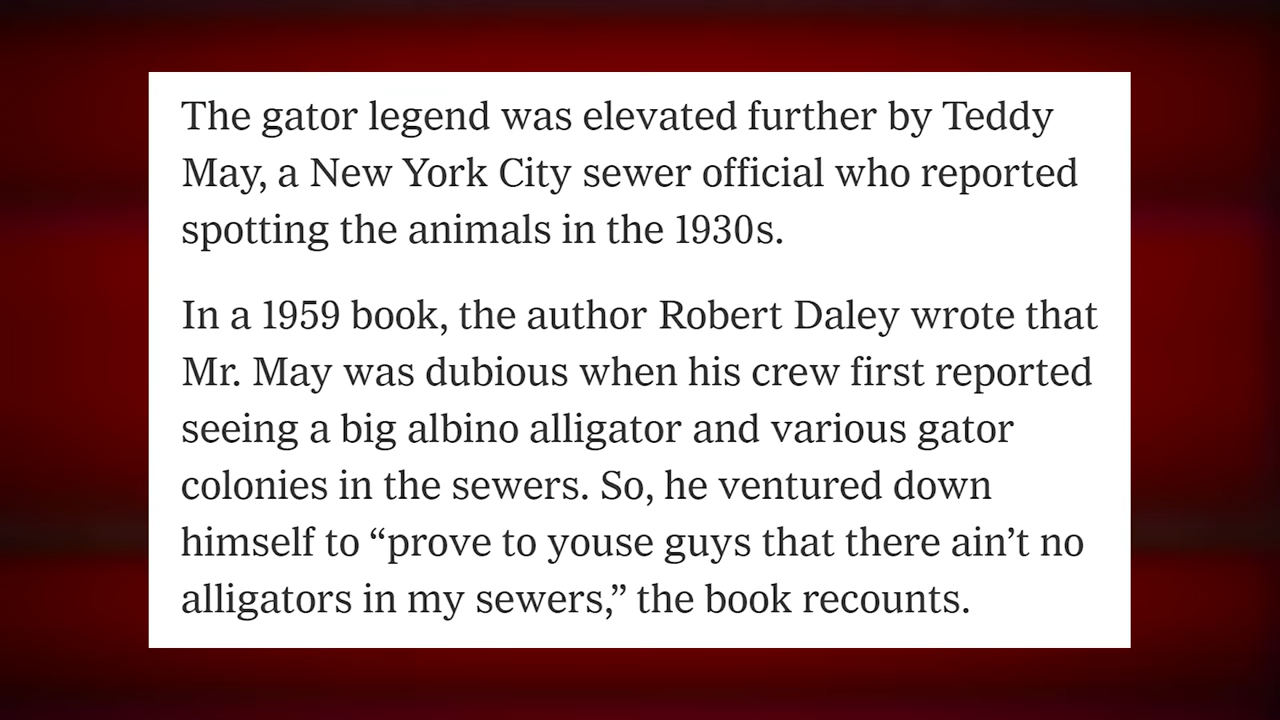 The gator legend was elevated further by Teddy
May, a New York City sewer official who reported
spotting the animals in the 1930s.
In a 1959 book, the author Robert Daley wrote that
Mr. May was dubious when his crew first reported
seeing a big albino alligator and various gator
colonies in the sewers. So, he ventured down
himself to “prove to youse guys that there ain’t no
alligators in my sewers,” the book recounts.